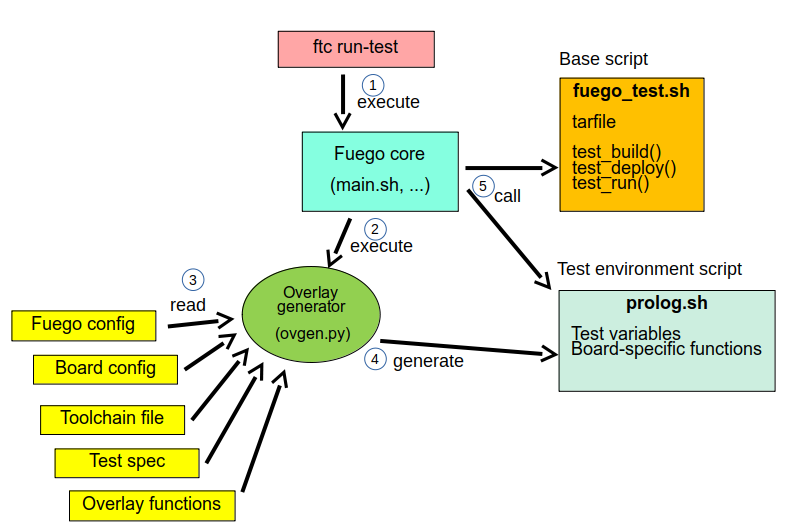 ftc run-test
1
execute
Base script
fuego_test.sh
tarfile
test_build()
test_deploy()
test_run()
Fuego core
(main.sh, ...)
5
call
2
execute
3
read
Overlay
generator
(ovgen.py)
Test environment script
prolog.sh
Test variables
Board-specific functions
4
generate
Fuego config
Board config
Toolchain file
Test spec
Overlay functions